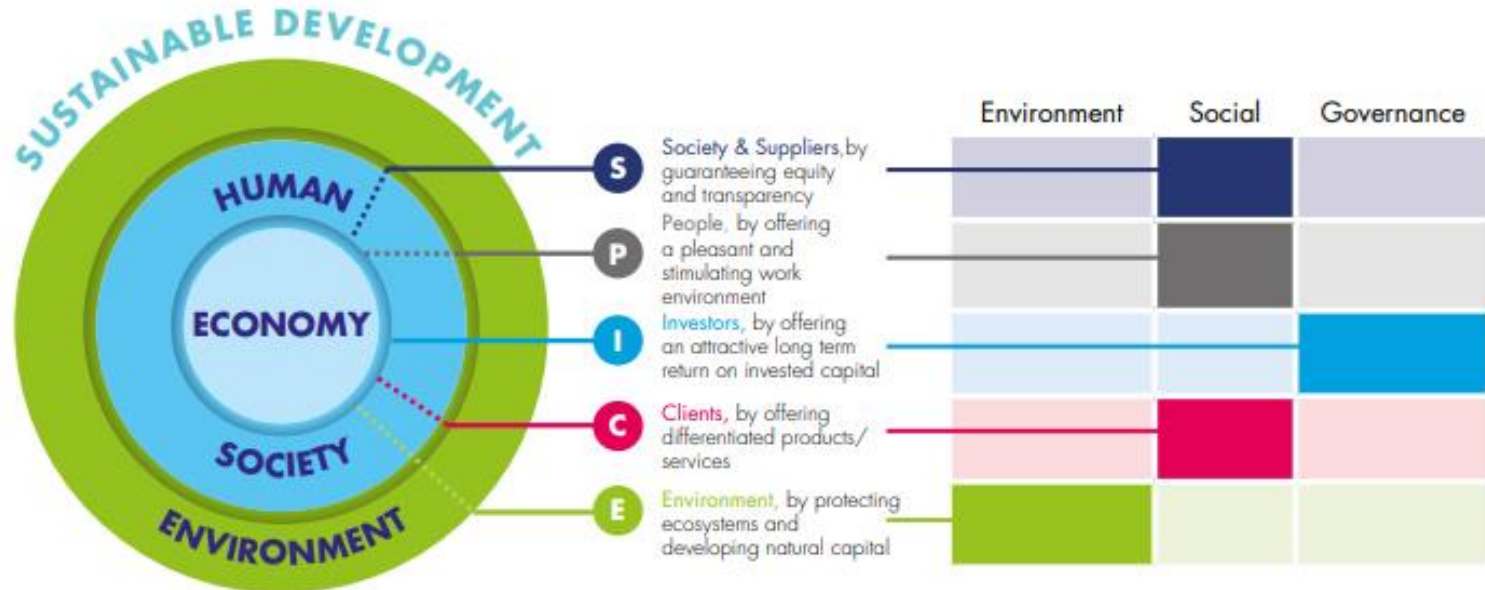 SUSTAINABLE DEVELOPMENT
HUMAN
ECONOMY
SOCIETY
ENVIRONMENT
S
Society & Suppliers,by
guaranteeing equity
and transparency
P
People, by offering
a pleasant and
stimulating work
environment
I
Investors, by offering
an attractive long term
return on invested capital
C
Clients, by offering
differentiated products/
services
E
Environment, by protecting
ecosystems and
developing natural capital
Environment Social Governance